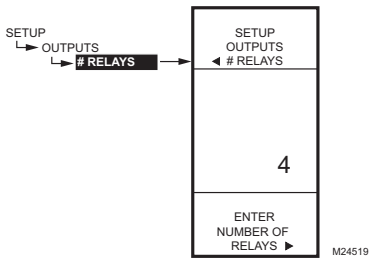 SETUP
OUTPUTS
# RELAYS
SETUP
OUTPUTS
◄ # RELAYS
4
ENTER
NUMBER OF
RELAYS ►
M24519